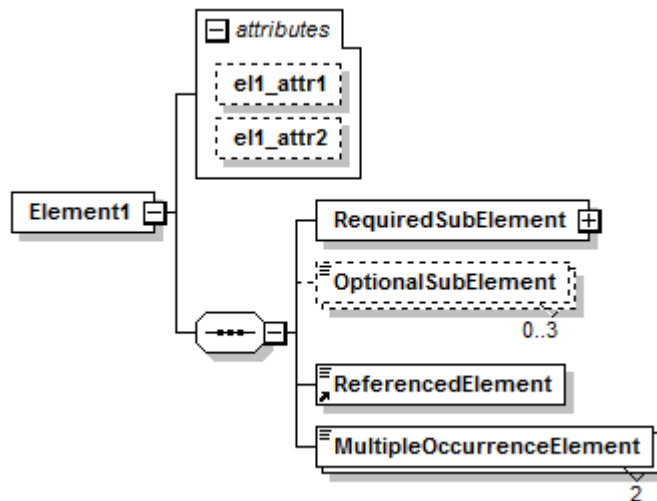 attributes
el1_attr1
el1_attr2
Element1
RequiredSubElement
OptionalSubElement
0..3
ReferencedElement
MultipleOccurrenceElement
2